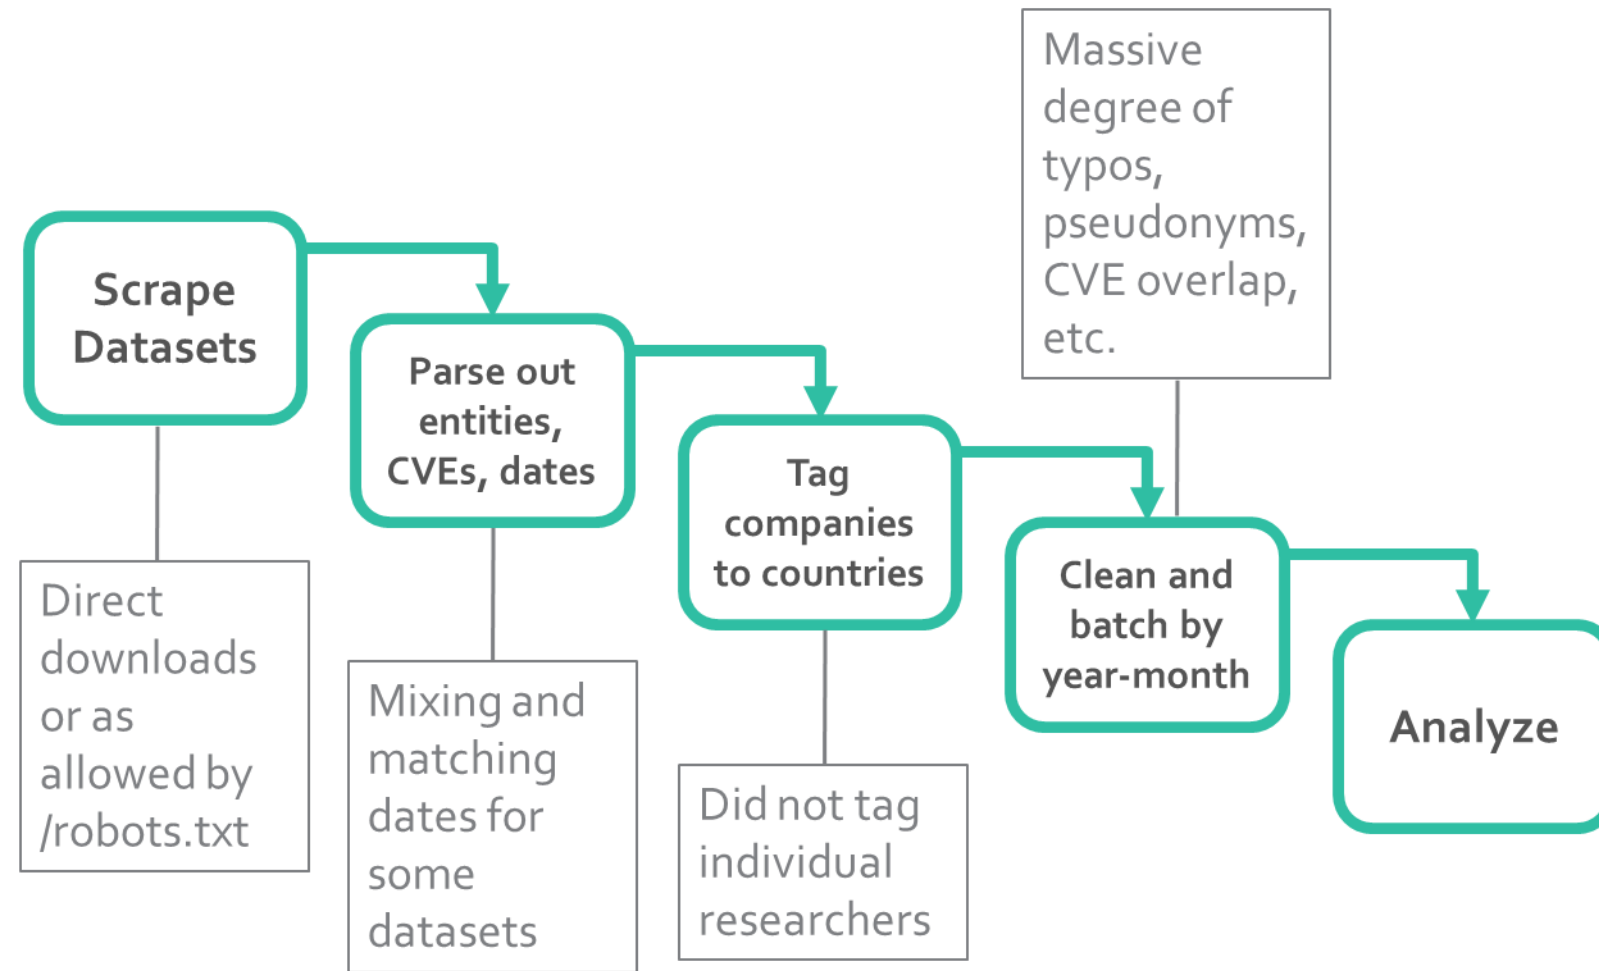 Massive
degree of
typos,
pseudonyms,
CVE overlap,
etc.
Scrape
Datasets
Parse out
entities,
CVEs, dates
Tag
companies
to countries
Clean and
batch by
year-month
Analyze
Direct
downloads
or as
allowed by
/robots.txt
Mixing and
matching
dates for
some
datasets
Did not tag
individual
researchers